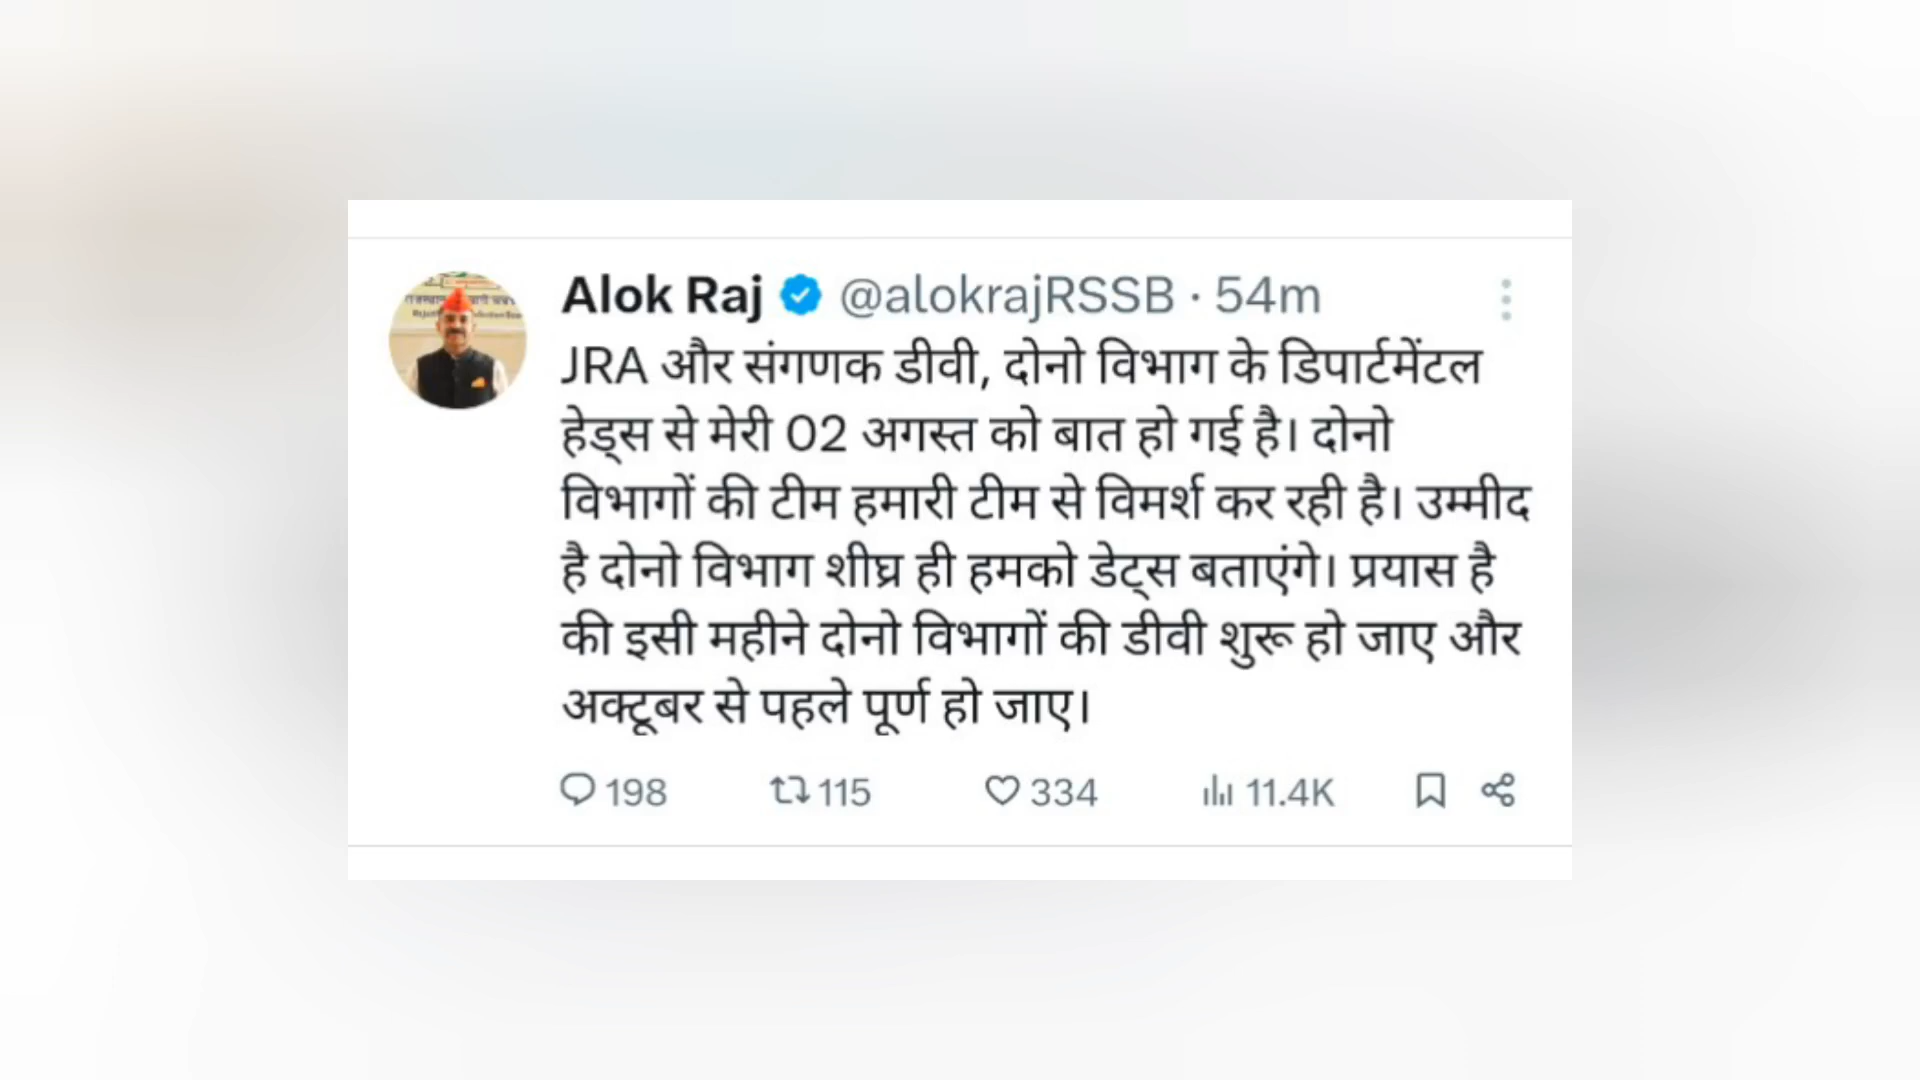 Alok Raj @alokrajRSSB · 54m
JRA और संगणक डीवी, दोनो विभाग के डिपार्टमेंटल
हेड्स से मेरी 02 अगस्त को बात हो गई है। दोनो
विभागों की टीम हमारी टीम से विमर्श कर रही है। उम्मीद
है दोनो विभाग शीघ्र ही हमको डेट्स बताएंगे। प्रयास है
की इसी महीने दोनो विभागों की डीवी शुरू हो जाए और
अक्टूबर से पहले पूर्ण हो जाए।
198 115 334 11.4K